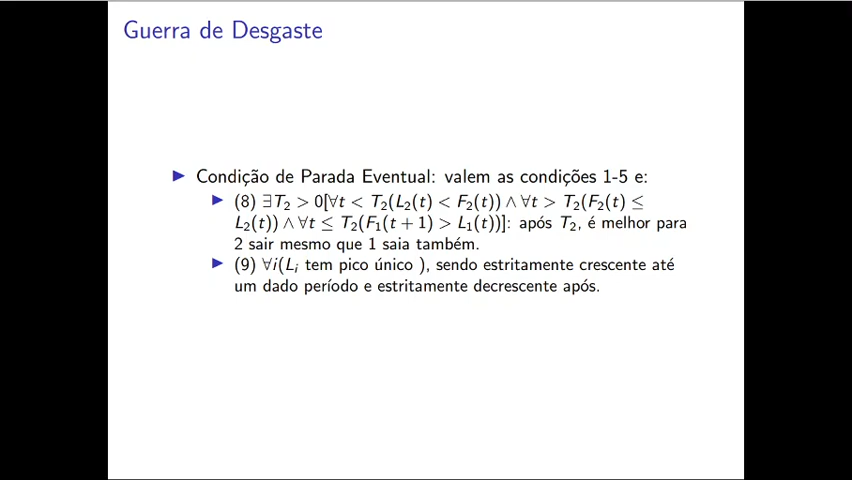 Guerra de Desgaste
▶ Condição de Parada Eventual: valem as condições 1-5 e:
▶ (8) ∃T₂ > 0[∀t < T₂(L₂(t) < F₂(t)) ∧ ∀t > T₂(F₂(t) ≤
L₂(t)) ∧ ∀t ≤ T₂(F₁(t + 1) > L₁(t))]: após T₂, é melhor para
2 sair mesmo que 1 saia também.
▶ (9) ∀i(Lᵢ tem pico único ), sendo estritamente crescente até
um dado período e estritamente decrescente após.